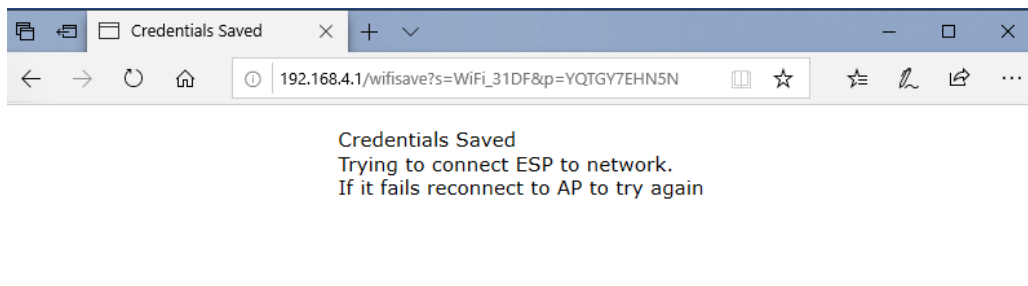 Credentials Saved
192.168.4.1/wifisave?s=WiFi_31DF&p=YQTGY7EHN5N
Credentials Saved
Trying to connect ESP to network.
If it fails reconnect to AP to try again